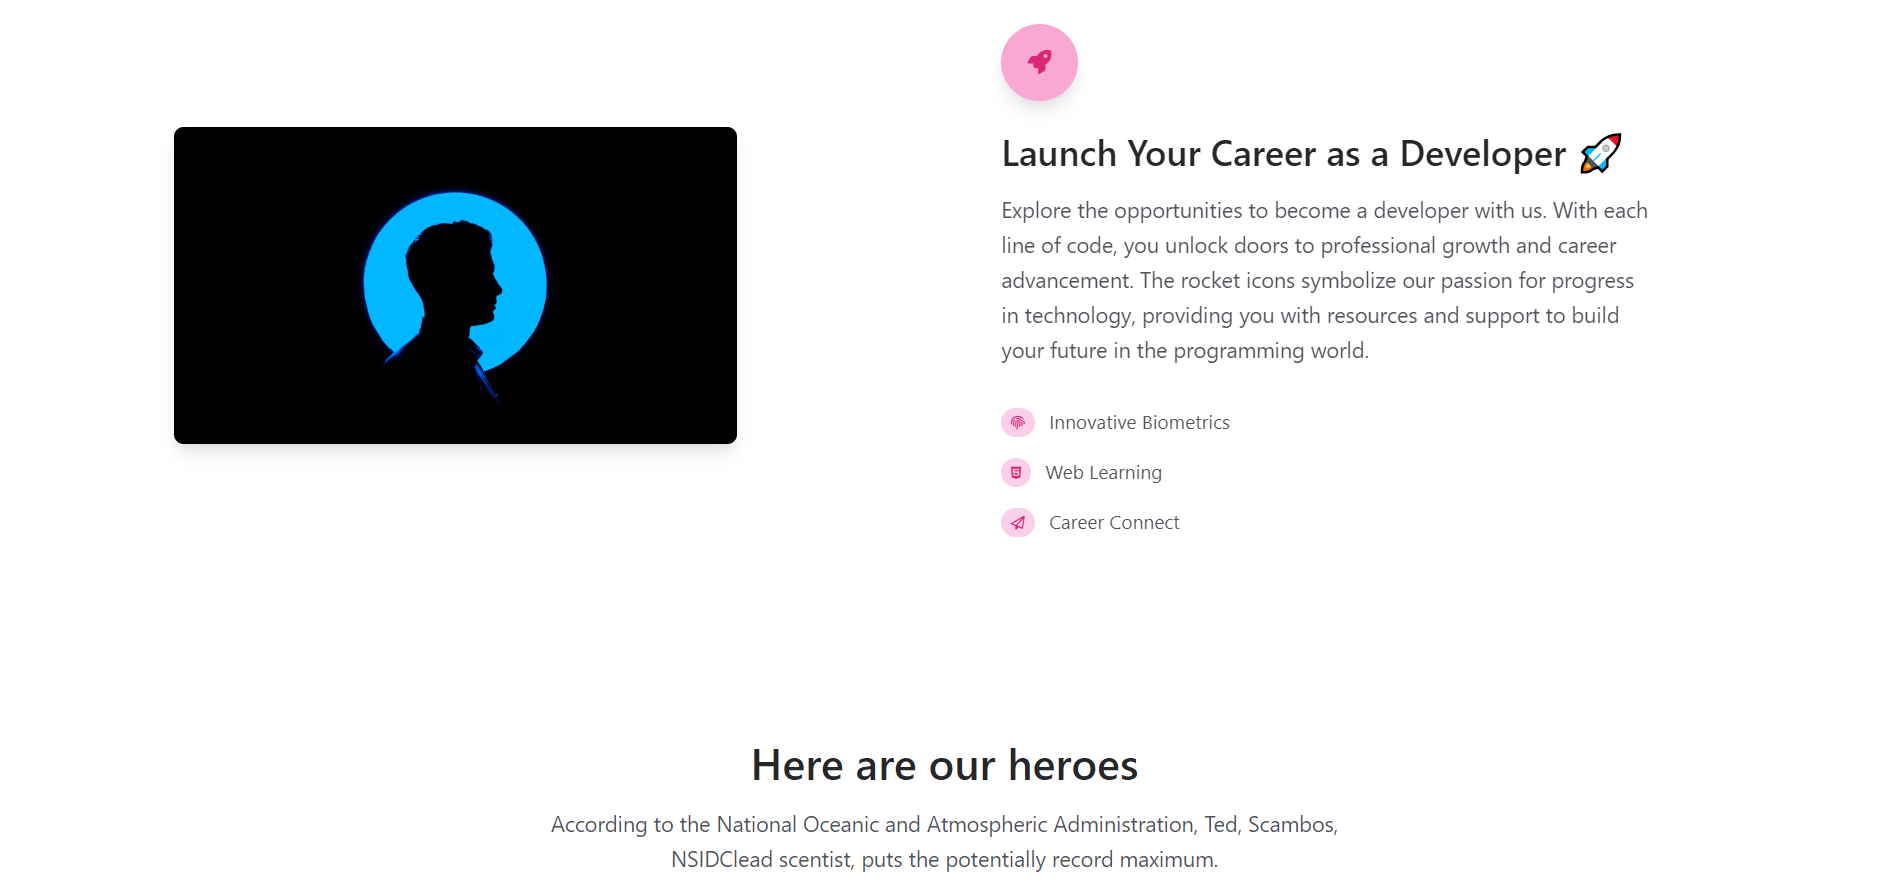 Launch Your Career as a Developer 🚀
Explore the opportunities to become a developer with us. With each
line of code, you unlock doors to professional growth and career
advancement. The rocket icons symbolize our passion for progress
in technology, providing you with resources and support to build
your future in the programming world.
Innovative Biometrics
Web Learning
Career Connect
Here are our heroes
According to the National Oceanic and Atmospheric Administration, Ted, Scambos,
NSIDClead scentist, puts the potentially record maximum.